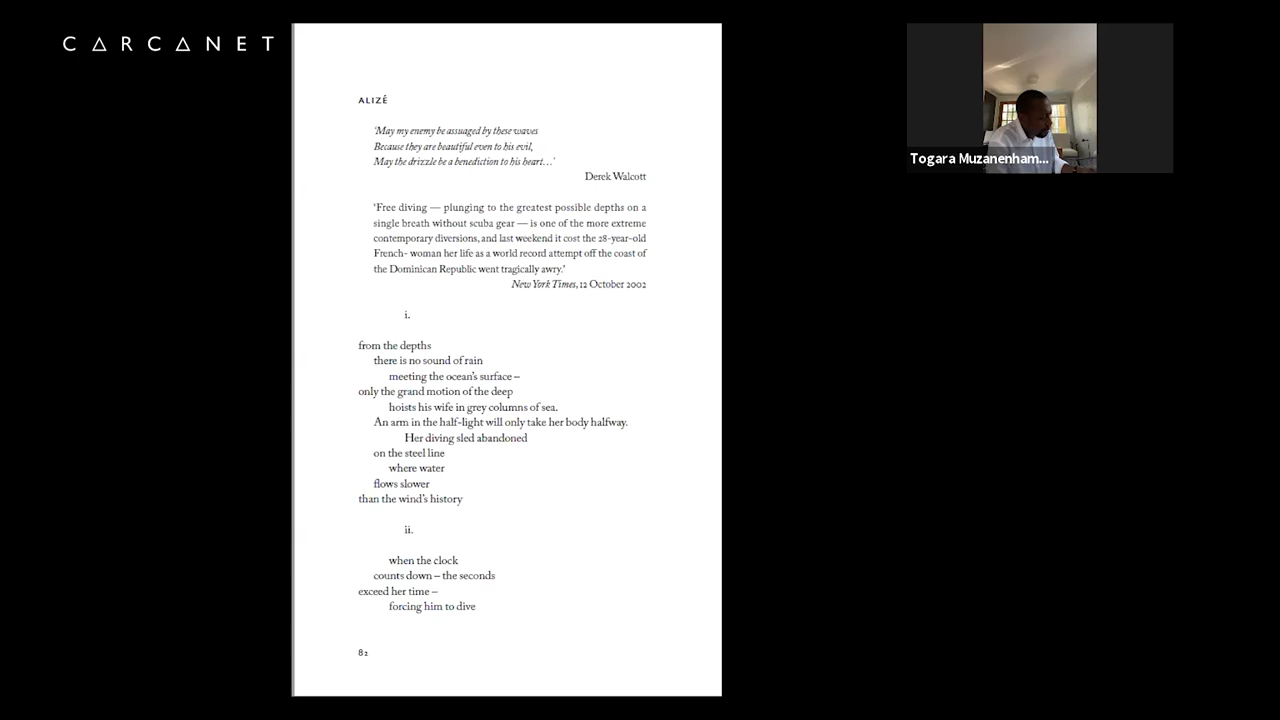 CARCANET
ALIZÉ
'May my enemy be assuaged by these waves
Because they are beautiful even to his evil,
May the drizzle be a benediction to his heart…'
Derek Walcott
'Free diving — plunging to the greatest possible depths on a
single breath without scuba gear — is one of the more extreme
contemporary diversions, and last weekend it cost the 28-year-old
French- woman her life as a world record attempt off the coast of
the Dominican Republic went tragically awry.'
New York Times, 12 October 2002
i.
from the depths
there is no sound of rain
meeting the ocean's surface –
only the grand motion of the deep
hoists his wife in grey columns of sea.
An arm in the half-light will only take her body halfway.
Her diving sled abandoned
on the steel line
where water
flows slower
than the wind's history
ii.
when the clock
counts down – the seconds
exceed her time –
forcing him to dive
82
Togara Muzanenham...